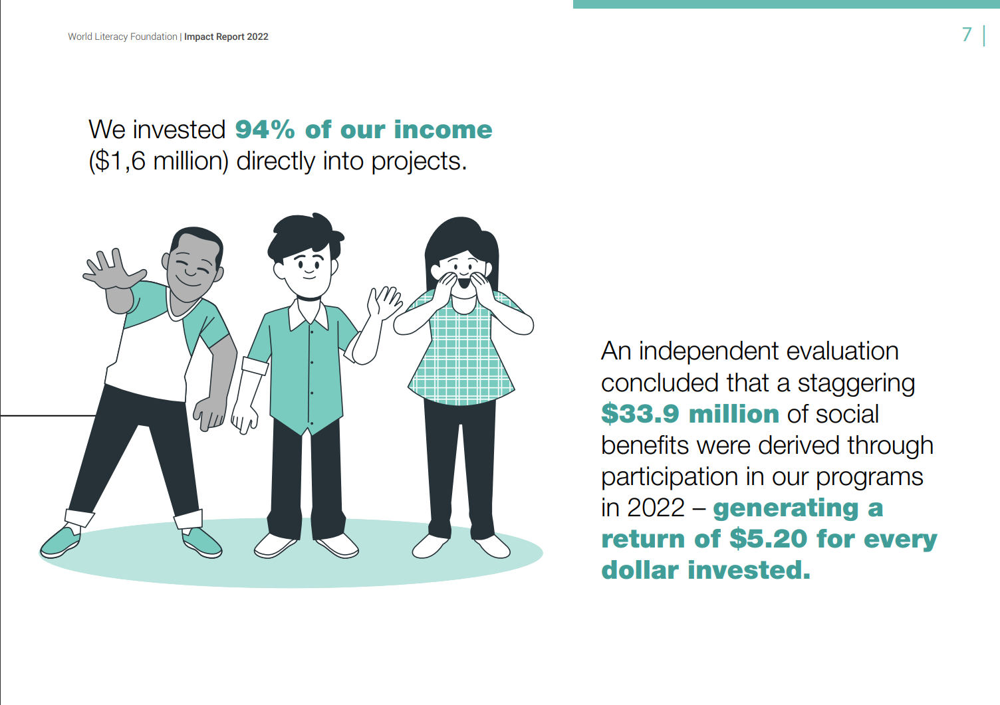 World Literacy Foundation | Impact Report 2022
7 |
We invested 94% of our income
($1,6 million) directly into projects.
An independent evaluation
concluded that a staggering
$33.9 million of social
benefits were derived through
participation in our programs
in 2022 – generating a
return of $5.20 for every
dollar invested.